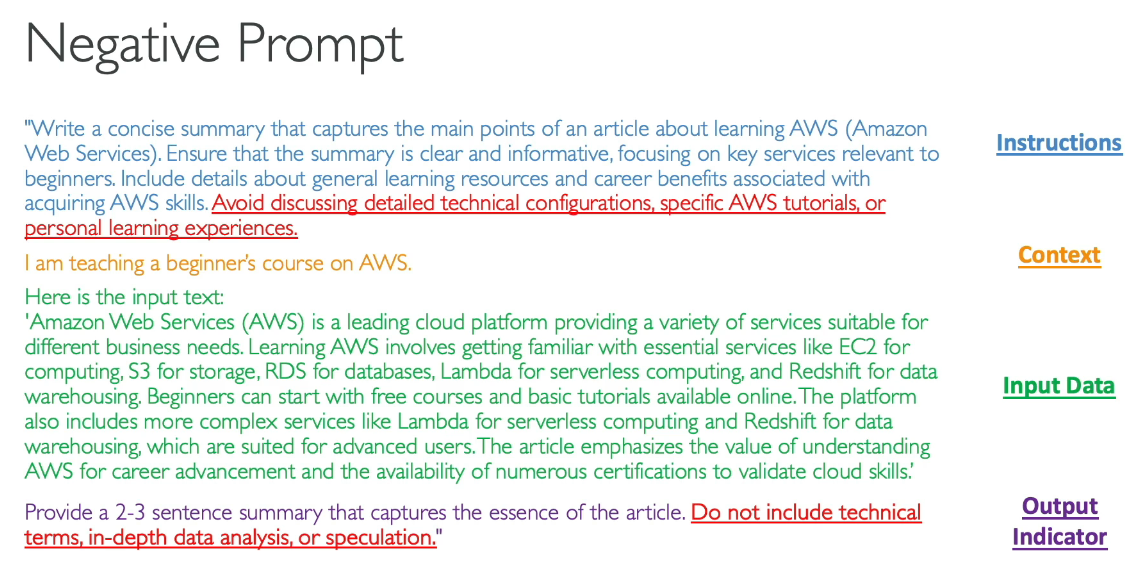 Negative Prompt
"Write a concise summary that captures the main points of an article about learning AWS (Amazon
Web Services). Ensure that the summary is clear and informative, focusing on key services relevant to
beginners. Include details about general learning resources and career benefits associated with
acquiring AWS skills. Avoid discussing detailed technical configurations, specific AWS tutorials, or
personal learning experiences.
Instructions
I am teaching a beginner's course on AWS.
Context
Here is the input text:
'Amazon Web Services (AWS) is a leading cloud platform providing a variety of services suitable for
different business needs. Learning AWS involves getting familiar with essential services like EC2 for
computing, S3 for storage, RDS for databases, Lambda for serverless computing, and Redshift for data
warehousing. Beginners can start with free courses and basic tutorials available online. The platform
also includes more complex services like Lambda for serverless computing and Redshift for data
warehousing, which are suited for advanced users. The article emphasizes the value of understanding
AWS for career advancement and the availability of numerous certifications to validate cloud skills.'
Input Data
Provide a 2-3 sentence summary that captures the essence of the article. Do not include technical
terms, in-depth data analysis, or speculation."
Output
Indicator